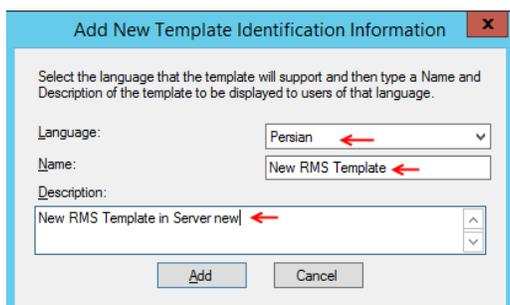 Add New Template Identification Information
x
Select the language that the template will support and then type a Name and
Description of the template to be displayed to users of that language.
Language:
Persian
Name:
New RMS Template
Description:
New RMS Template in Server new
Add
Cancel